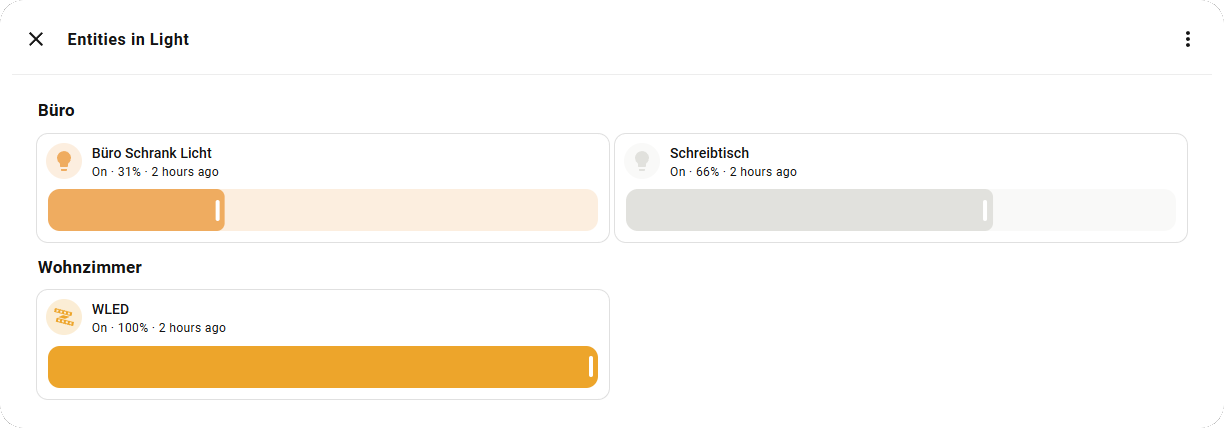 Entities in Light
Büro
Büro Schrank Licht
On · 31% · 2 hours ago
Schreibtisch
On · 66% · 2 hours ago
Wohnzimmer
WLED
On · 100% · 2 hours ago